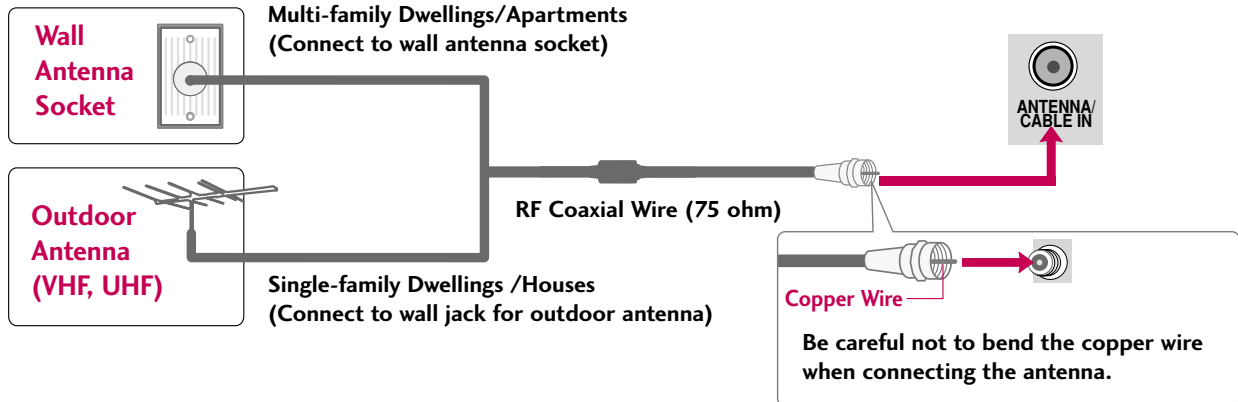 Wall
Antenna
Socket
Multi-family Dwellings/Apartments
(Connect to wall antenna socket)
ANTENNA/
CABLE IN
Outdoor
Antenna
(VHF, UHF)
RF Coaxial Wire (75 ohm)
Single-family Dwellings /Houses
(Connect to wall jack for outdoor antenna)
Copper Wire
Be careful not to bend the copper wire
when connecting the antenna.